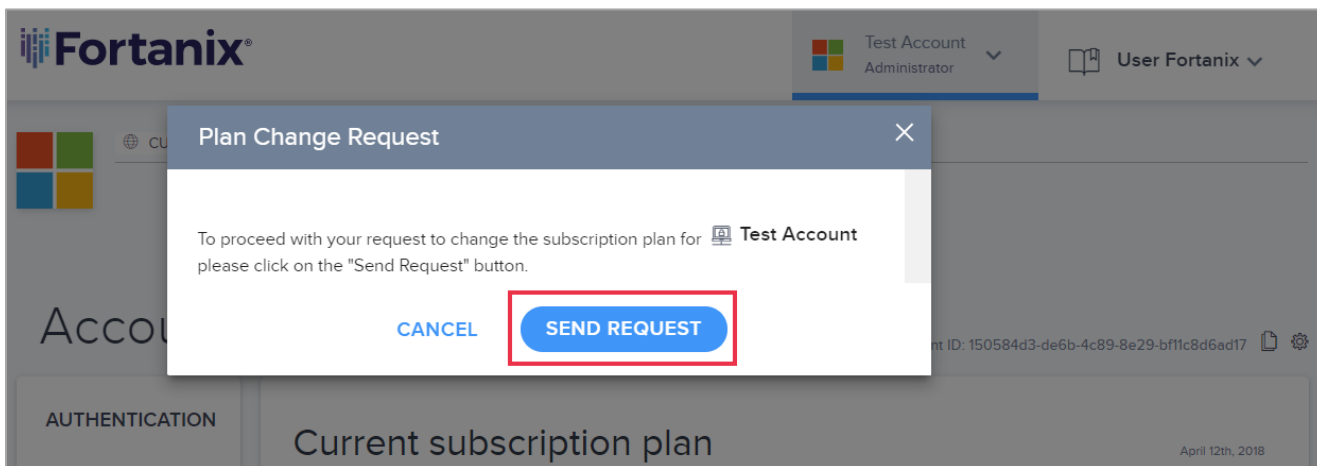 Fortanix®
Test Account
Administrator
User Fortanix
Plan Change Request
To proceed with your request to change the subscription plan for Test Account
please click on the "Send Request" button.
CANCEL
SEND REQUEST
ID: 150584d3-de6b-4c89-8e29-bf11c8d6ad17
AUTHENTICATION
Current subscription plan
April 12th, 2018